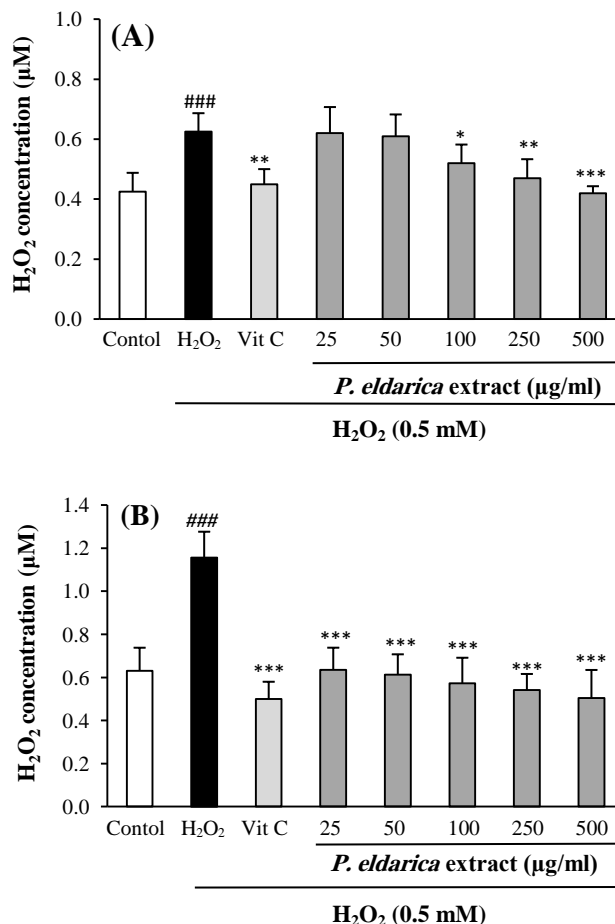 (A)
H₂O₂ concentration (µM)
1.0
0.8
0.6
0.4
0.2
0.0
###
**
*
**
***
Contol H₂O₂ Vit C 25 50 100 250 500
P. eldarica extract (µg/ml)
H₂O₂ (0.5 mM)
(B)
H₂O₂ concentration (µM)
1.4
1.2
1.0
0.8
0.6
0.4
0.2
0.0
###
***
***
***
***
***
***
Contol H₂O₂ Vit C 25 50 100 250 500
P. eldarica extract (µg/ml)
H₂O₂ (0.5 mM)